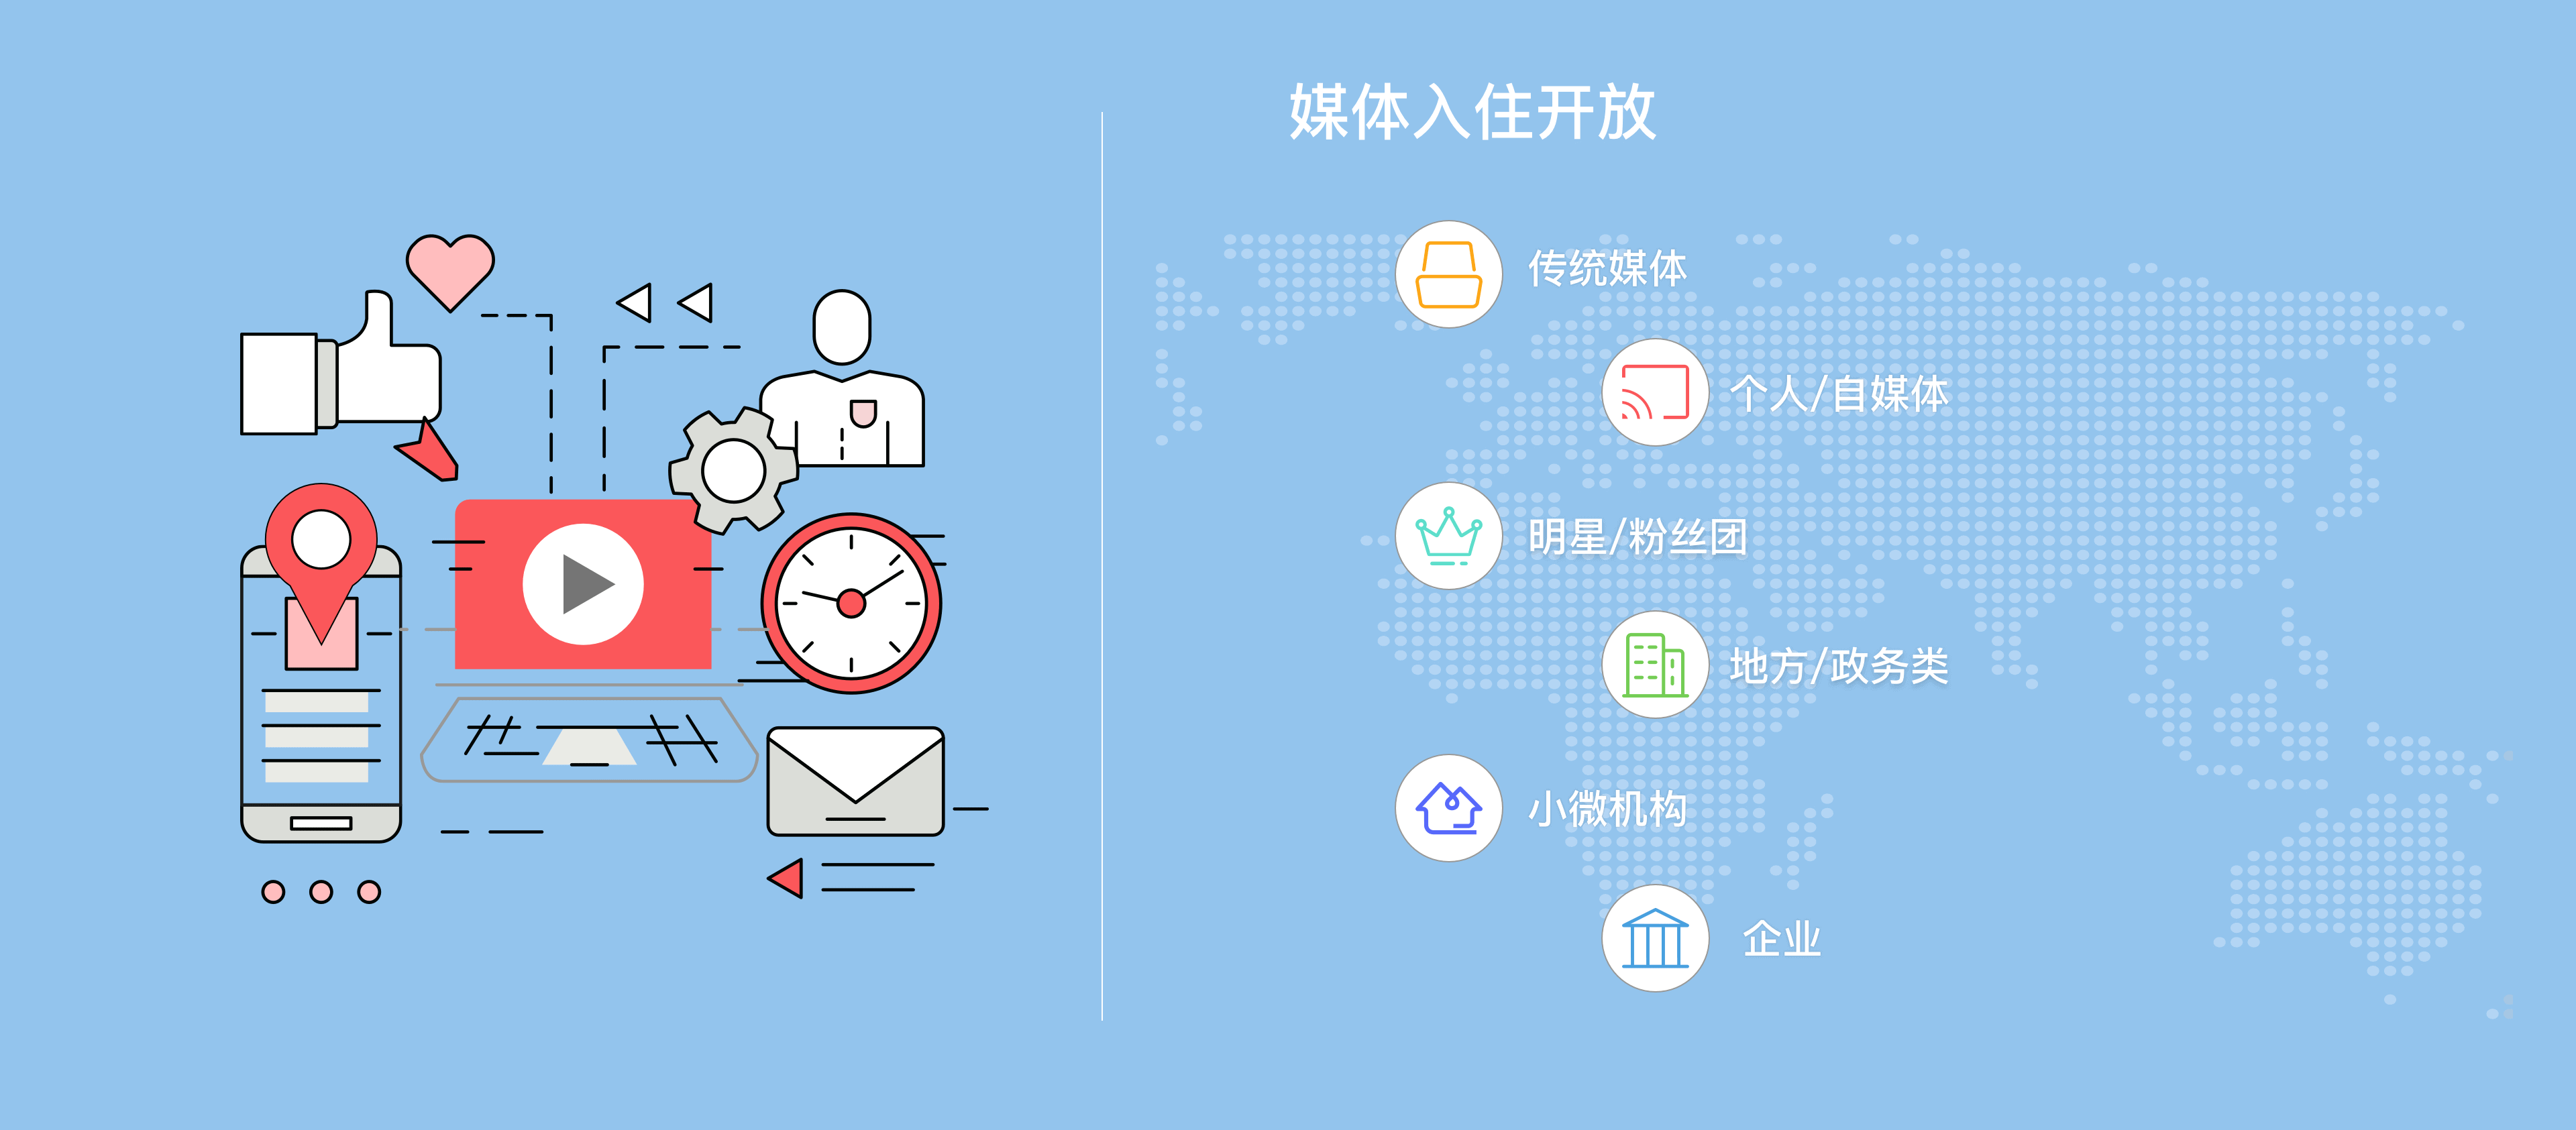 媒体入住开放
传统媒体
个人/自媒体
明星/粉丝团
地方/政务类
小微机构
企业